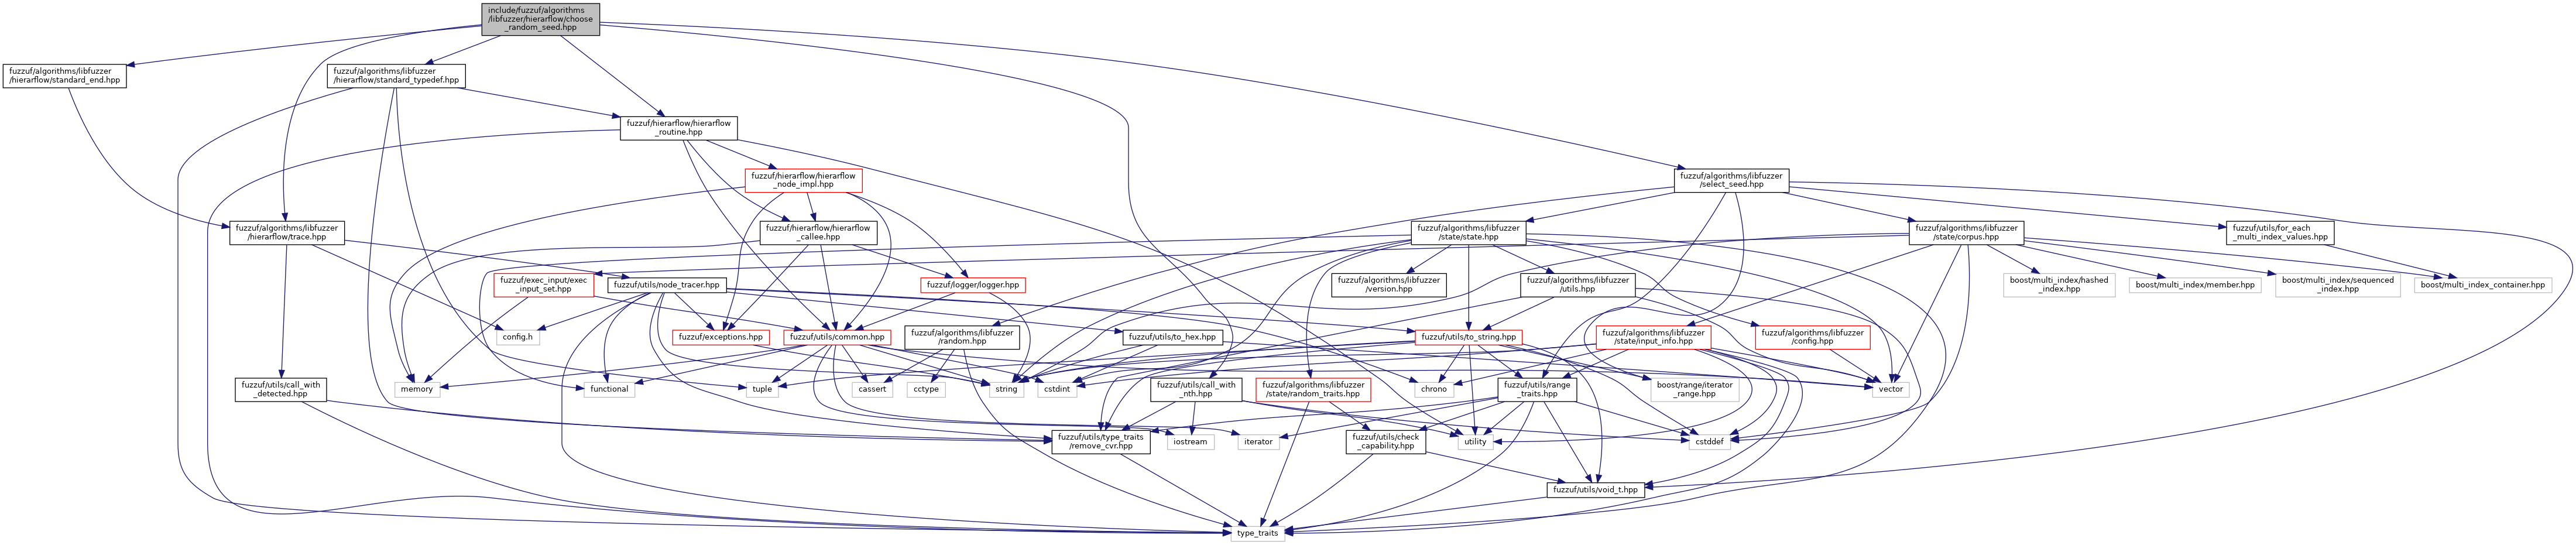 include/fuzzuf/algorithms
/libfuzzer/hierarflow/choose
_random_seed.hpp
fuzzuf/algorithms/libfuzzer
/hierarflow/standard_end.hpp
fuzzuf/algorithms/libfuzzer
/hierarflow/standard_typedef.hpp
fuzzuf/hierarflow/hierarflow
_routine.hpp
fuzzuf/hierarflow/hierarflow
_node_impl.hpp
fuzzuf/algorithms/libfuzzer
/select_seed.hpp
fuzzuf/algorithms/libfuzzer
/hierarflow/trace.hpp
fuzzuf/hierarflow/hierarflow
_callee.hpp
fuzzuf/algorithms/libfuzzer
/state/state.hpp
fuzzuf/algorithms/libfuzzer
/state/corpus.hpp
fuzzuf/utils/for_each
_multi_index_values.hpp
fuzzuf/exec_input/exec
_input_set.hpp
fuzzuf/utils/node_tracer.hpp
fuzzuf/logger/logger.hpp
fuzzuf/algorithms/libfuzzer
/version.hpp
fuzzuf/algorithms/libfuzzer
/utils.hpp
boost/multi_index/hashed
_index.hpp
boost/multi_index/member.hpp
boost/multi_index/sequenced
_index.hpp
boost/multi_index_container.hpp
config.h
fuzzuf/exceptions.hpp
fuzzuf/utils/common.hpp
fuzzuf/algorithms/libfuzzer
/random.hpp
fuzzuf/utils/to_hex.hpp
fuzzuf/utils/to_string.hpp
fuzzuf/algorithms/libfuzzer
/state/input_info.hpp
fuzzuf/algorithms/libfuzzer
/config.hpp
fuzzuf/utils/call_with
_detected.hpp
memory
functional
tuple
cassert
cctype
string
cstdint
fuzzuf/utils/call_with
_nth.hpp
fuzzuf/algorithms/libfuzzer
/state/random_traits.hpp
chrono
fuzzuf/utils/range
_traits.hpp
boost/range/iterator
_range.hpp
vector
fuzzuf/utils/type_traits
/remove_cvr.hpp
iostream
iterator
fuzzuf/utils/check
_capability.hpp
utility
cstddef
fuzzuf/utils/void_t.hpp
type_traits